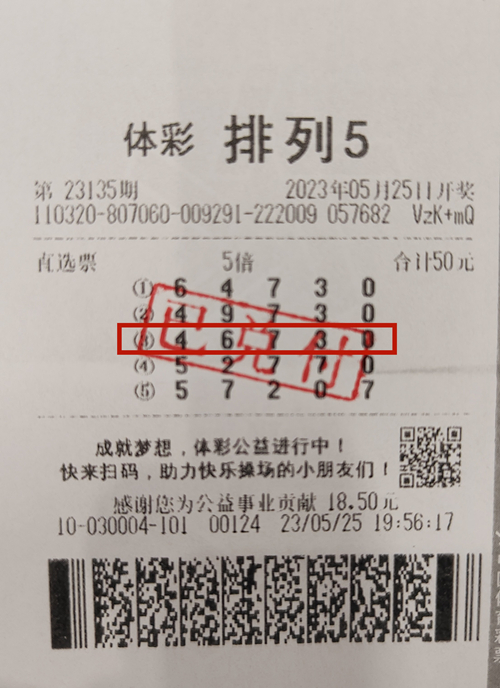 体彩 排列5
第 23135期 2023年05月25日开奖
110320-807060-009291-222009 057682 VzK+mQ
直选票 5倍 合计50元
① 6 4 7 3 0
② 4 9 7 3 0
③ 4 6 7 3 0
④ 5 2 7 7 0
⑤ 5 7 2 0 7
已兑付
成就梦想，体彩公益进行中！
快来扫码，助力快乐操场的小朋友们！
感谢您为公益事业贡献 18.50元
10-030004-101 00124 23/05/25 19:56:17